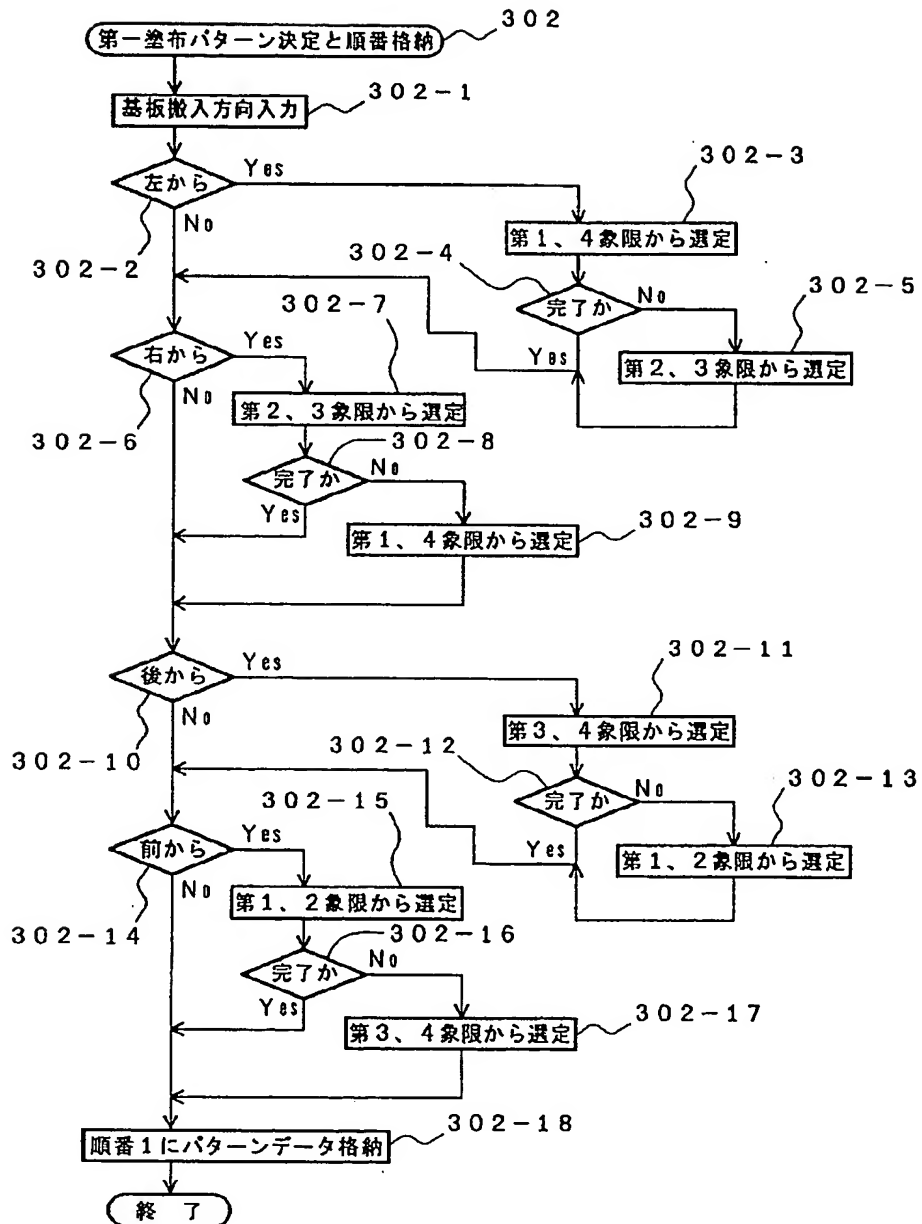 第一塗布パターン決定と順番格納
302
基板搬入方向入力
302-1
左から
Yes
No
302-2
302-3
第1、4象限から選定
302-4
完了か
No
Yes
302-5
第2、3象限から選定
右から
Yes
No
302-6
302-7
第2、3象限から選定
302-8
完了か
No
Yes
302-9
第1、4象限から選定
後から
Yes
No
302-10
302-11
第3、4象限から選定
302-12
完了か
No
Yes
302-13
第1、2象限から選定
前から
Yes
No
302-14
302-15
第1、2象限から選定
302-16
完了か
No
Yes
302-17
第3、4象限から選定
302-18
順番1にパターンデータ格納
終 了